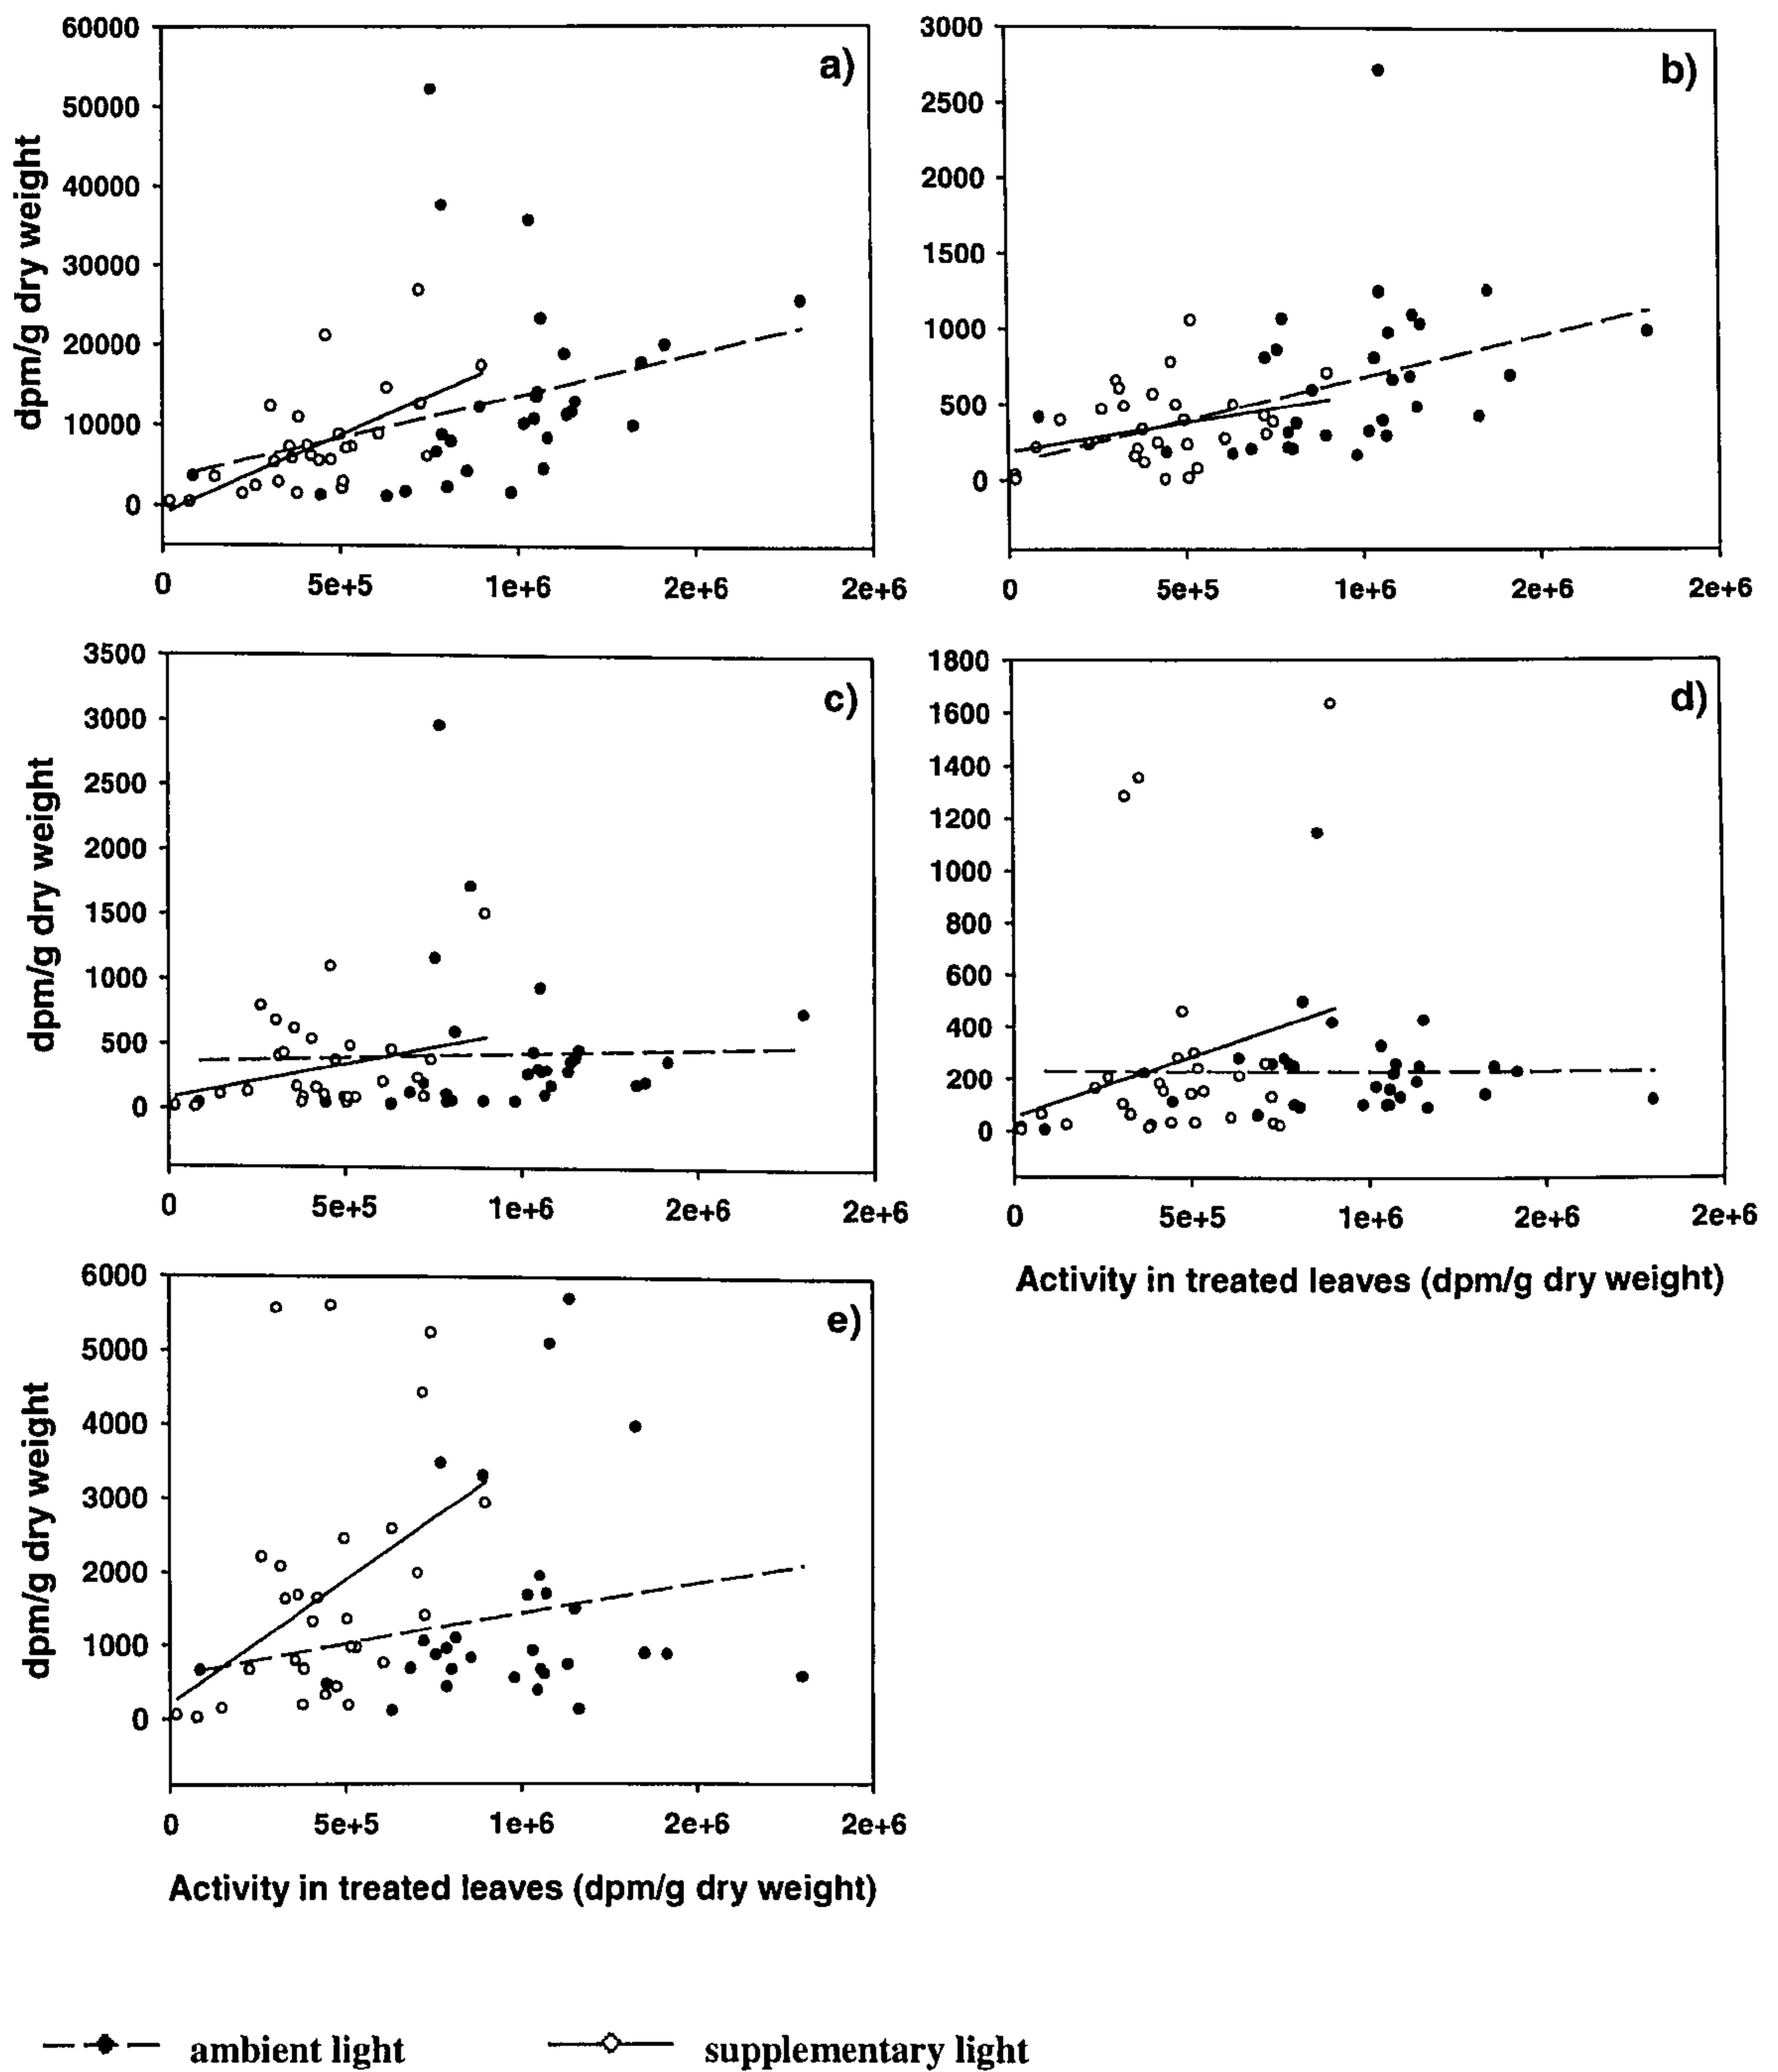 a)
60000
50000
40000
30000
20000
10000
0
dpm/g dry weight
0 5e+5 1e+6 2e+6 2e+6
b)
3000
2500
2000
1500
1000
500
0
0 5e+5 1e+6 2e+6 2e+6
c)
3500
3000
2500
2000
1500
1000
500
0
dpm/g dry weight
0 5e+5 1e+6 2e+6 2e+6
d)
1800
1600
1400
1200
1000
800
600
400
200
0
0 5e+5 1e+6 2e+6 2e+6
Activity in treated leaves (dpm/g dry weight)
e)
6000
5000
4000
3000
2000
1000
0
dpm/g dry weight
0 5e+5 1e+6 2e+6 2e+6
Activity in treated leaves (dpm/g dry weight)
ambient light
supplementary light